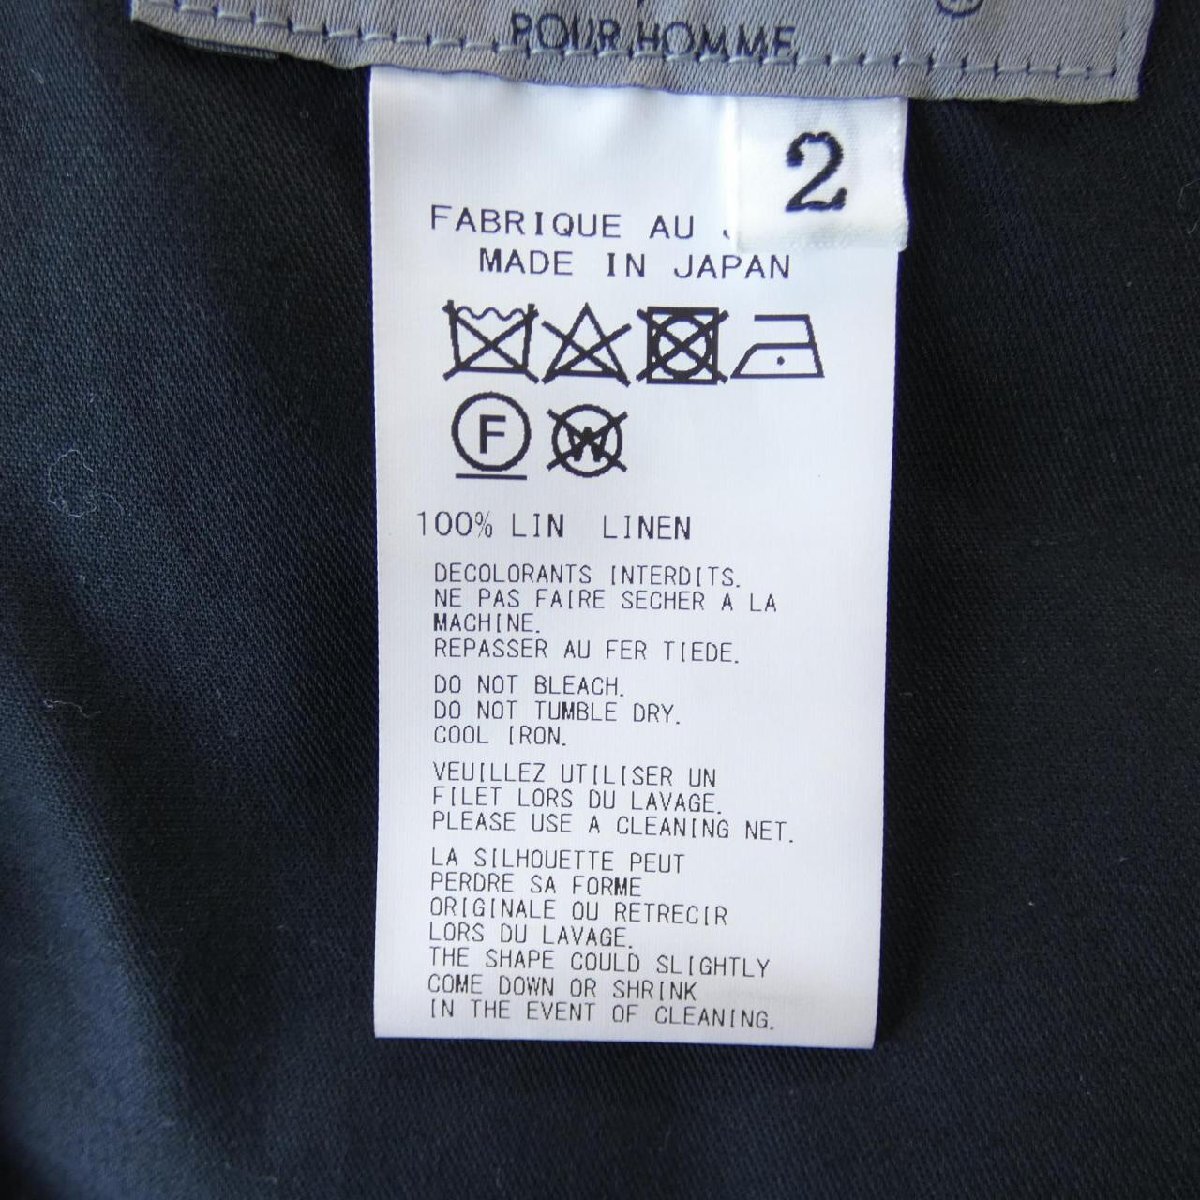 POUR HOMME
2
FABRIQUE AU
MADE IN JAPAN
F
W
100% LIN LINEN
DECOLORANTS INTERDITS.
NE PAS FAIRE SECHER A LA
MACHINE.
REPASSER AU FER TIEDE.
DO NOT BLEACH.
DO NOT TUMBLE DRY.
COOL IRON.
VEUILLEZ UTILISER UN
FILET LORS DU LAVAGE.
PLEASE USE A CLEANING NET.
LA SILHOUETTE PEUT
PERDRE SA FORME
ORIGINALE OU RETRECIR
LORS DU LAVAGE.
THE SHAPE COULD SLIGHTLY
COME DOWN OR SHRINK
IN THE EVENT OF CLEANING.